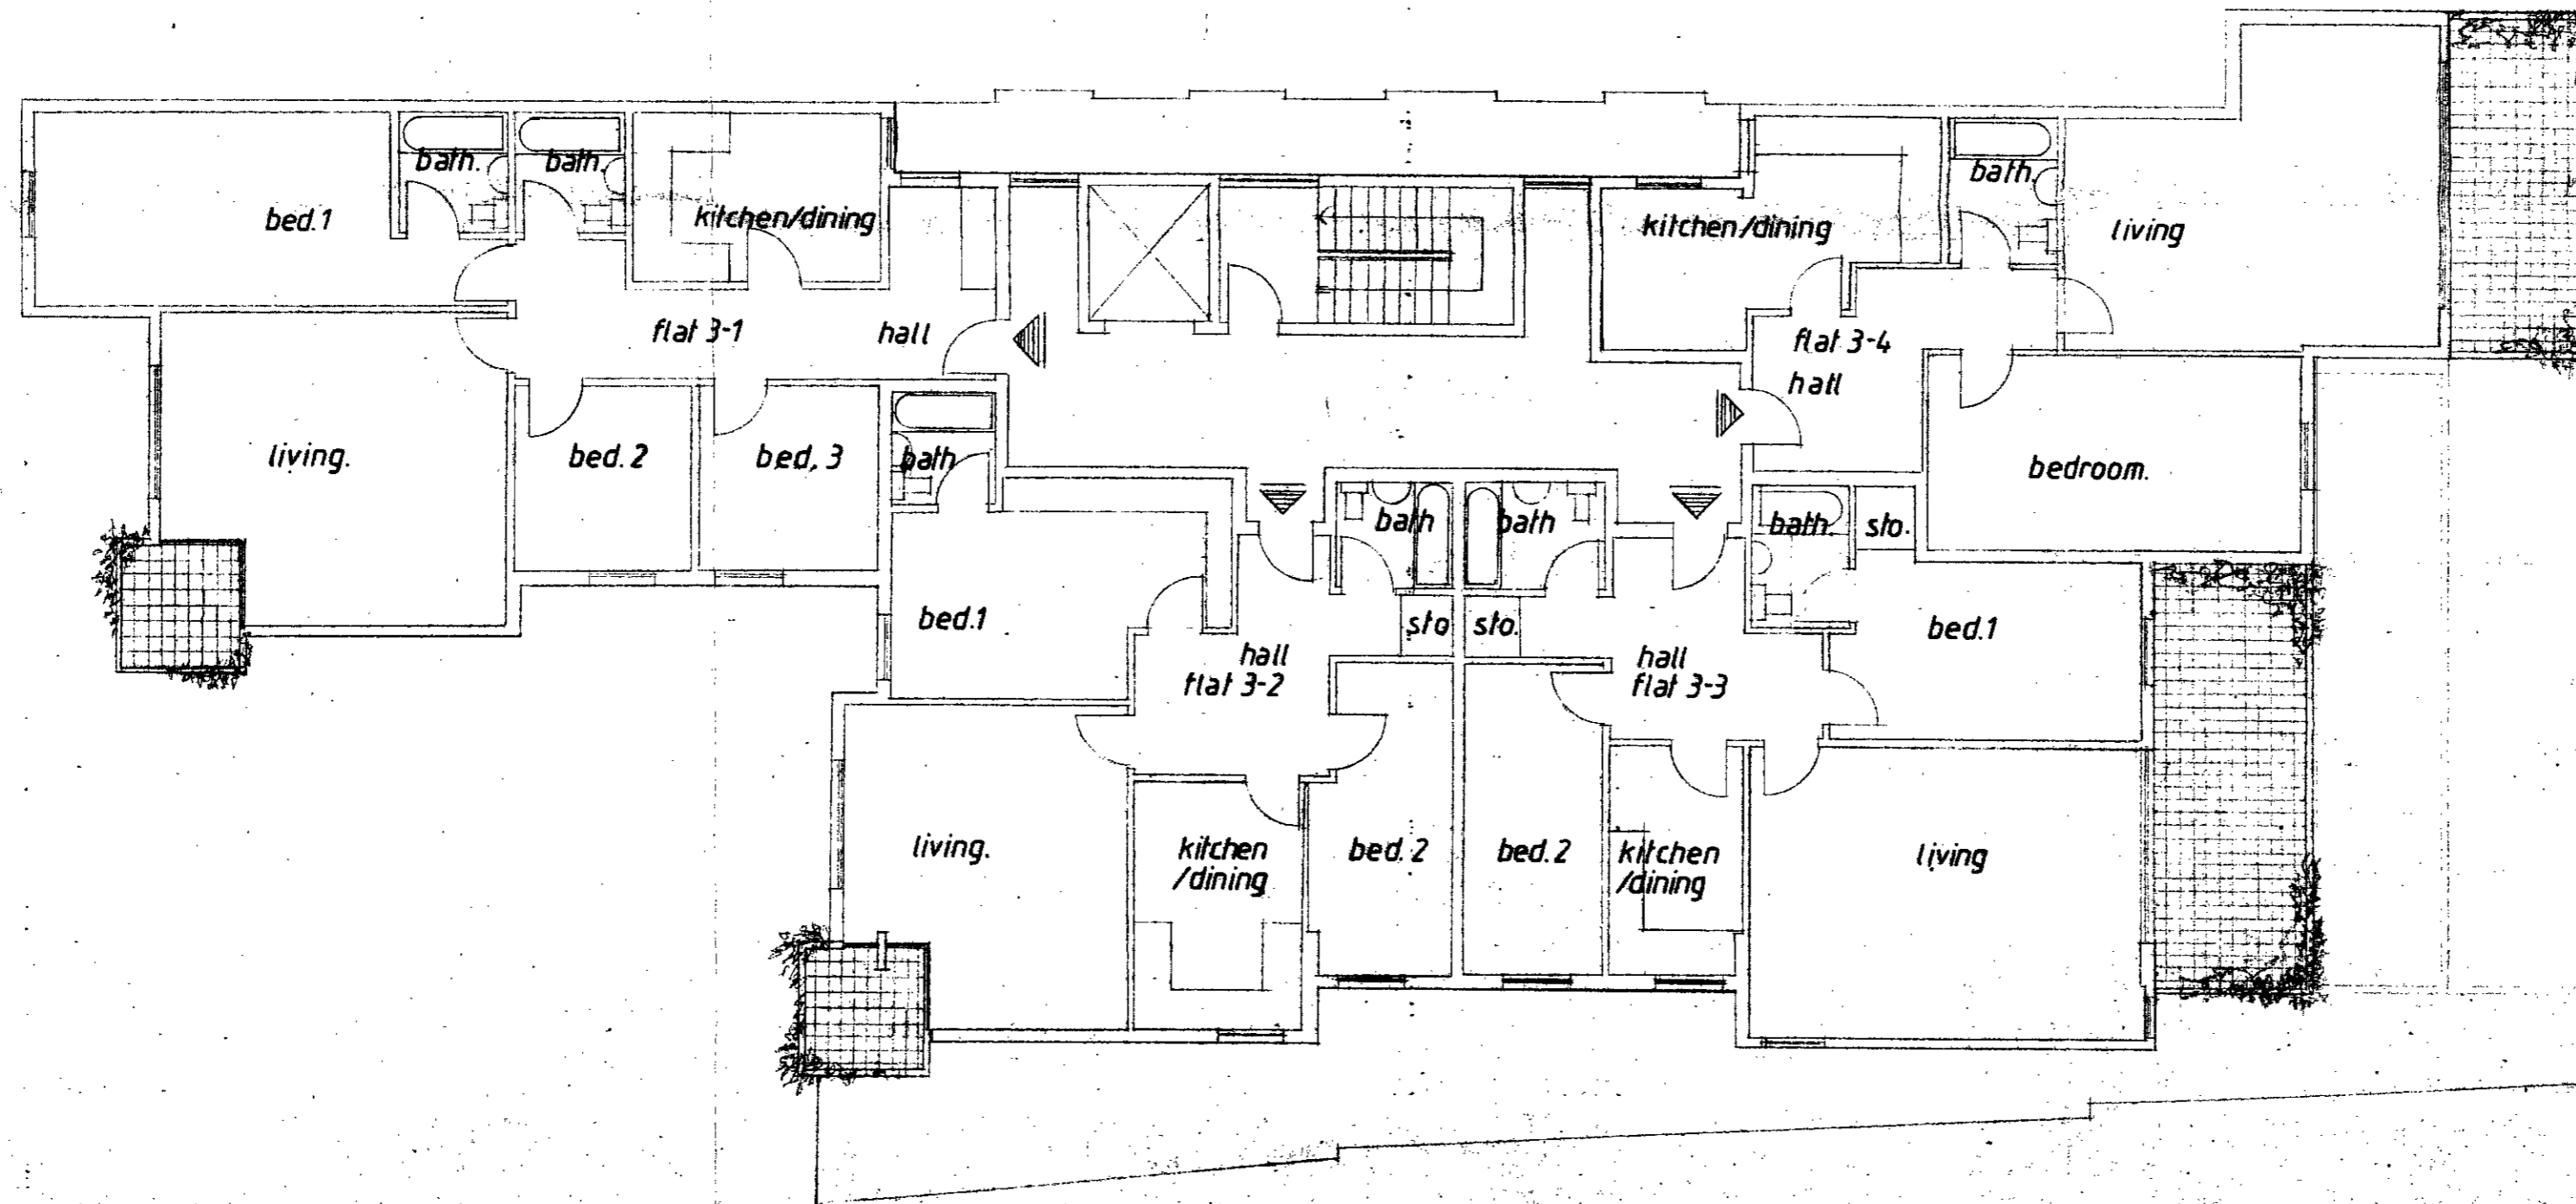 bed.1
bath.
bath.
kitchen/dining
flat 3-1
hall
living.
bed. 2
bed, 3
bath
bed.1
hall
flat 3-2
living.
kitchen
/dining
bed. 2
bath
sto
bath
sto.
hall
flat 3-3
bed.2
kitchen
/dining
living
bath.
sto.
bed.1
kitchen/dining
bath.
living
flat 3-4
hall
bedroom.